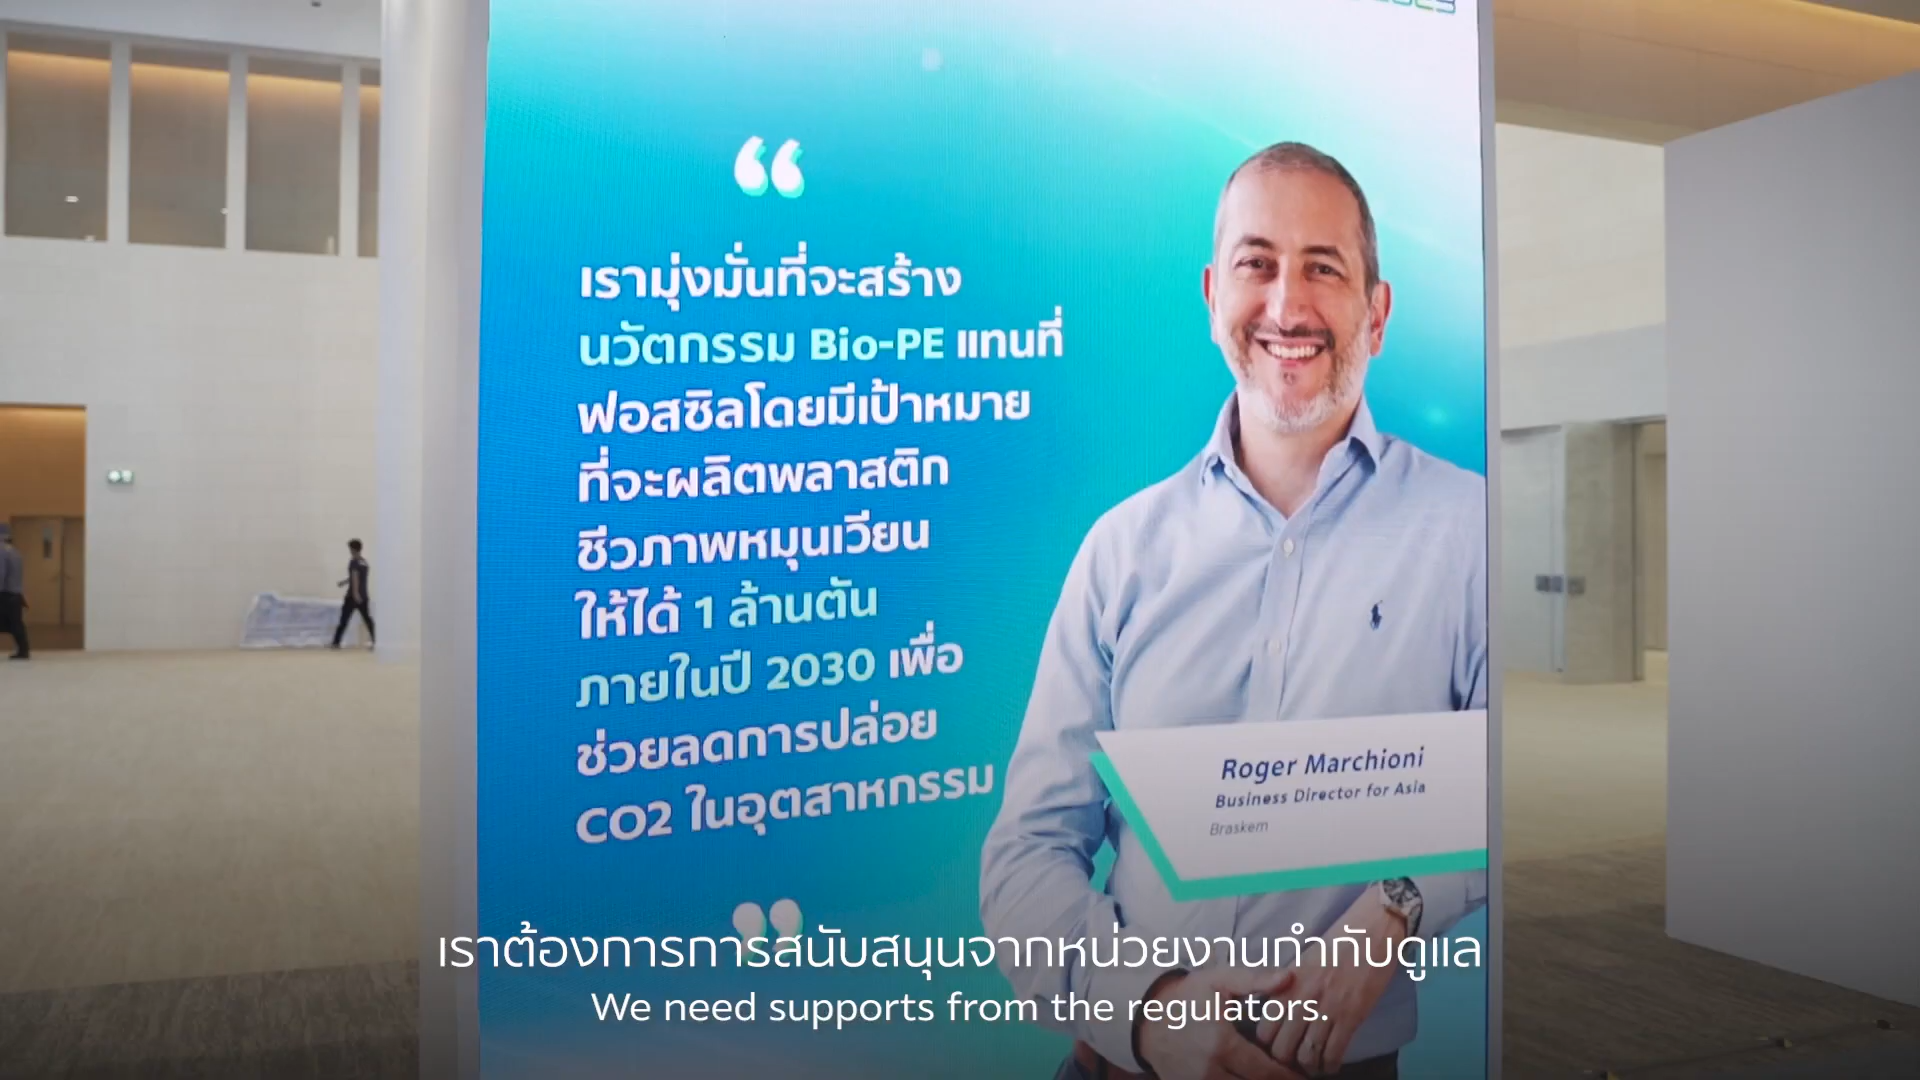 “
เรามุ่งมั่นที่จะสร้าง
นวัตกรรม Bio-PE แทนที่
ฟอสซิลโดยมีเป้าหมาย
ที่จะผลิตพลาสติก
ชีวภาพหมุนเวียน
ให้ได้ 1 ล้านตัน
ภายในปี 2030 เพื่อ
ช่วยลดการปล่อย
CO2 ในอุตสาหกรรม
”
Roger Marchioni
Business Director for Asia
Braskem
เราต้องการการสนับสนุนจากหน่วยงานกำกับดูแล
We need supports from the regulators.